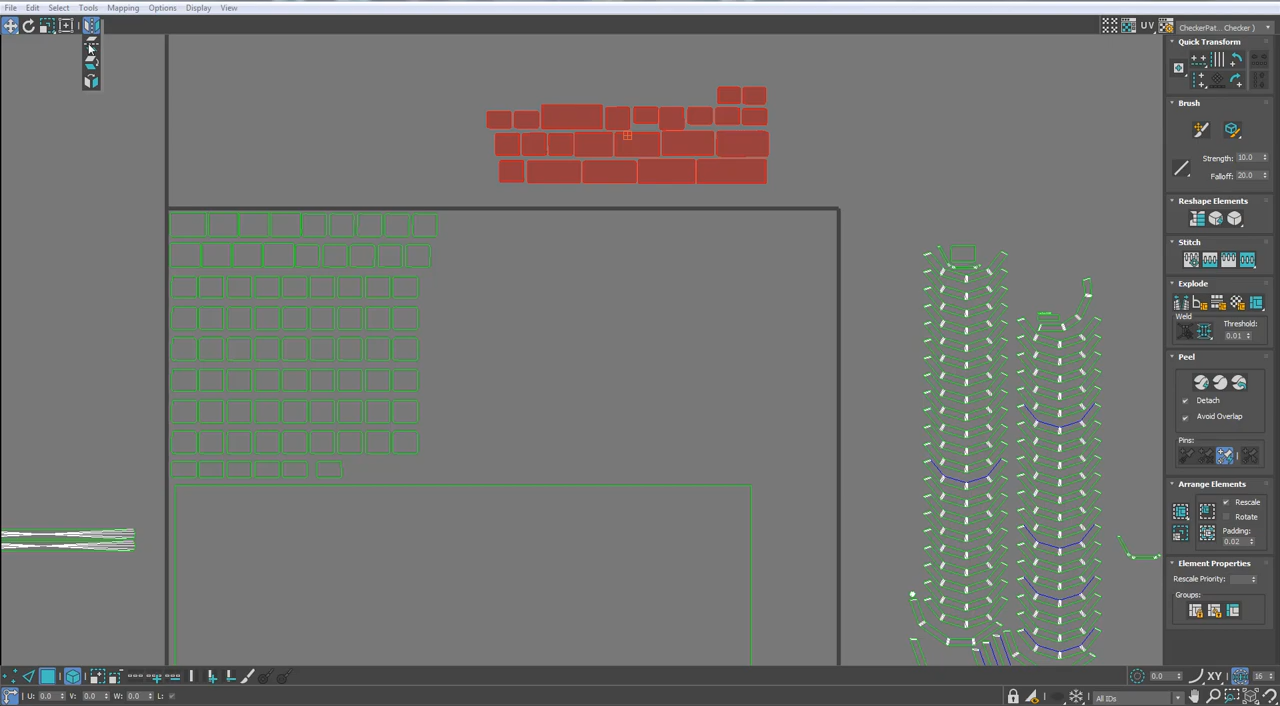 File Edit Select Tools Mapping Options Display View
UV CheckerPat... Checker )
Quick Transform
Brush
Strength: 10.0
Falloff: 20.0
Reshape Elements
Stitch
Explode
Weld
Threshold:
0.01
Peel
Detach
Avoid Overlap
Pins:
Arrange Elements
Rescale
Rotate
Padding:
0.02
Element Properties
Rescale Priority:
Groups:
0.0 XY 16
U: 0.0 V: 0.0 W: 0.0 L: All IDs